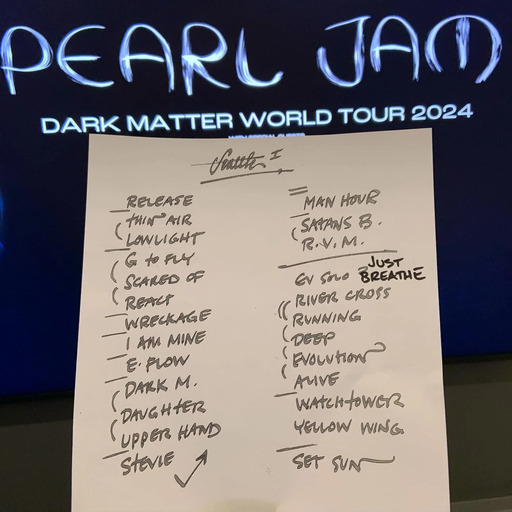 PEARL JAM
DARK MATTER WORLD TOUR 2024
WITH SPECIAL GUESTS
Seattle I
RELEASE
THIN AIR
LOWLIGHT
G to FLY
SCARED OF
REACT
WRECKAGE
I AM MINE
E. FLOW
DARK M.
DAUGHTER
UPPER HAND
STEVIE
MAN HOUR
SATANS B.
R.V.M.
EV SOLO JUST BREATHE
RIVER CROSS
RUNNING
DEEP
EVOLUTION
ALIVE
WATCHTOWER
YELLOW WING
SET SUN